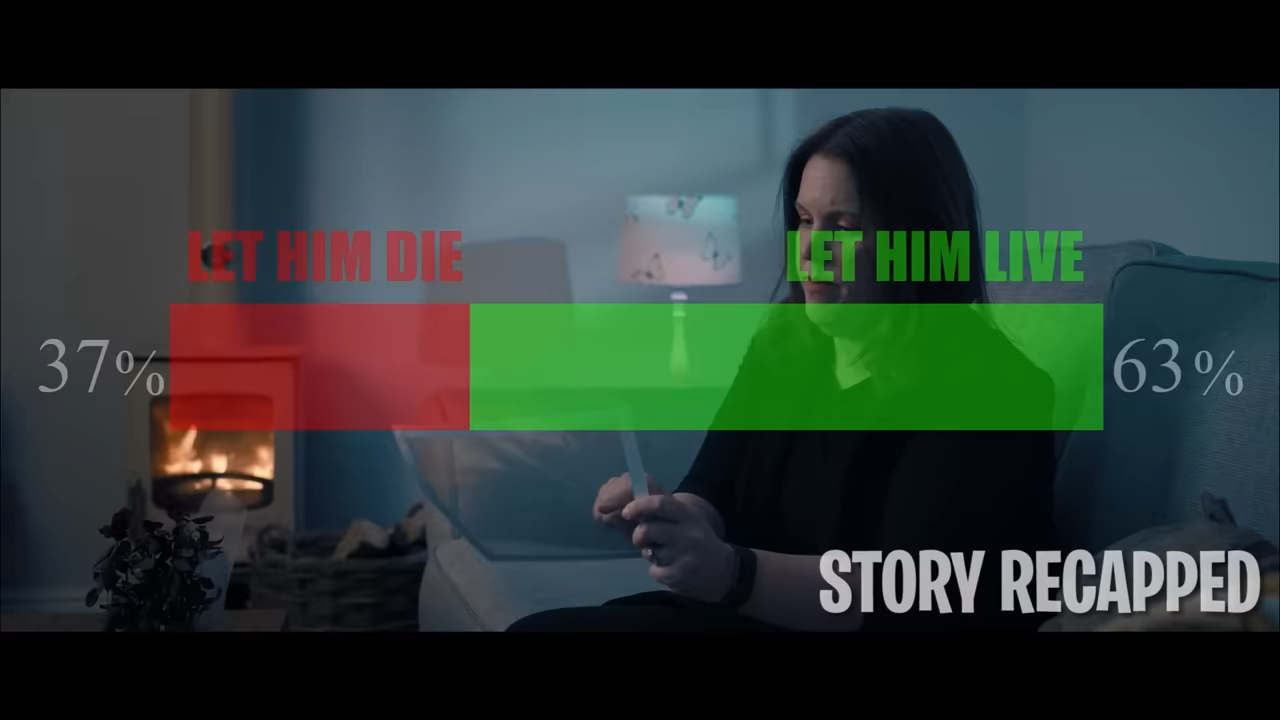 LET HIM DIE
LET HIM LIVE
37%
63%
STORY RECAPPED